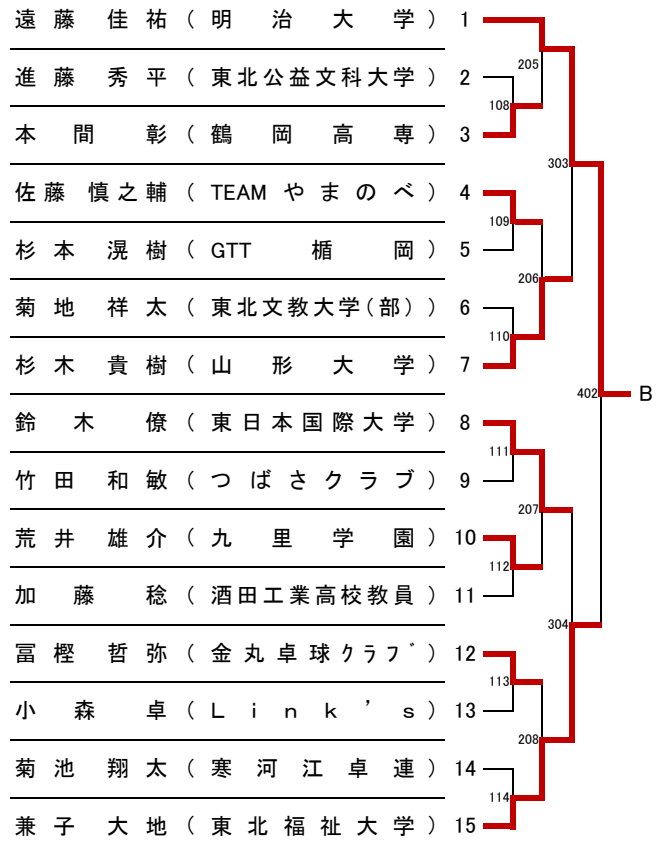 遠藤 佳祐 ( 明治大学 ) 1
205
進藤 秀平 ( 東北公益文科大学 ) 2
108
本間 彰 ( 鶴岡高専 ) 3
303
佐藤 慎之輔 ( TEAMやまのべ ) 4
109
杉本 滉樹 ( GTT楯岡 ) 5
206
菊地 祥太 ( 東北文教大学(部) ) 6
110
杉木 貴樹 ( 山形大学 ) 7
402 B
鈴木 僚 ( 東日本国際大学 ) 8
111
竹田 和敏 ( つばさクラブ ) 9
207
荒井 雄介 ( 九里学園 ) 10
112
加藤 稔 ( 酒田工業高校教員 ) 11
304
冨樫 哲弥 ( 金丸卓球クラブ ) 12
113
小森 卓 ( Link's ) 13
208
菊池 翔太 ( 寒河江卓連 ) 14
114
兼子 大地 ( 東北福祉大学 ) 15